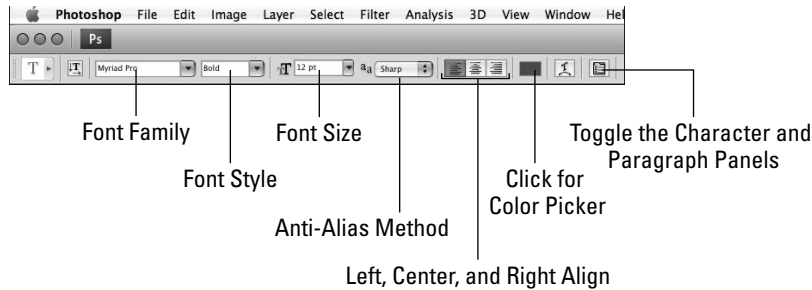 Photoshop File Edit Image Layer Select Filter Analysis 3D View Window Hel
Ps
T T Myriad Pro Bold T 12 pt aa Sharp
Font Family
Font Size
Toggle the Character and
Paragraph Panels
Font Style
Click for
Color Picker
Anti-Alias Method
Left, Center, and Right Align